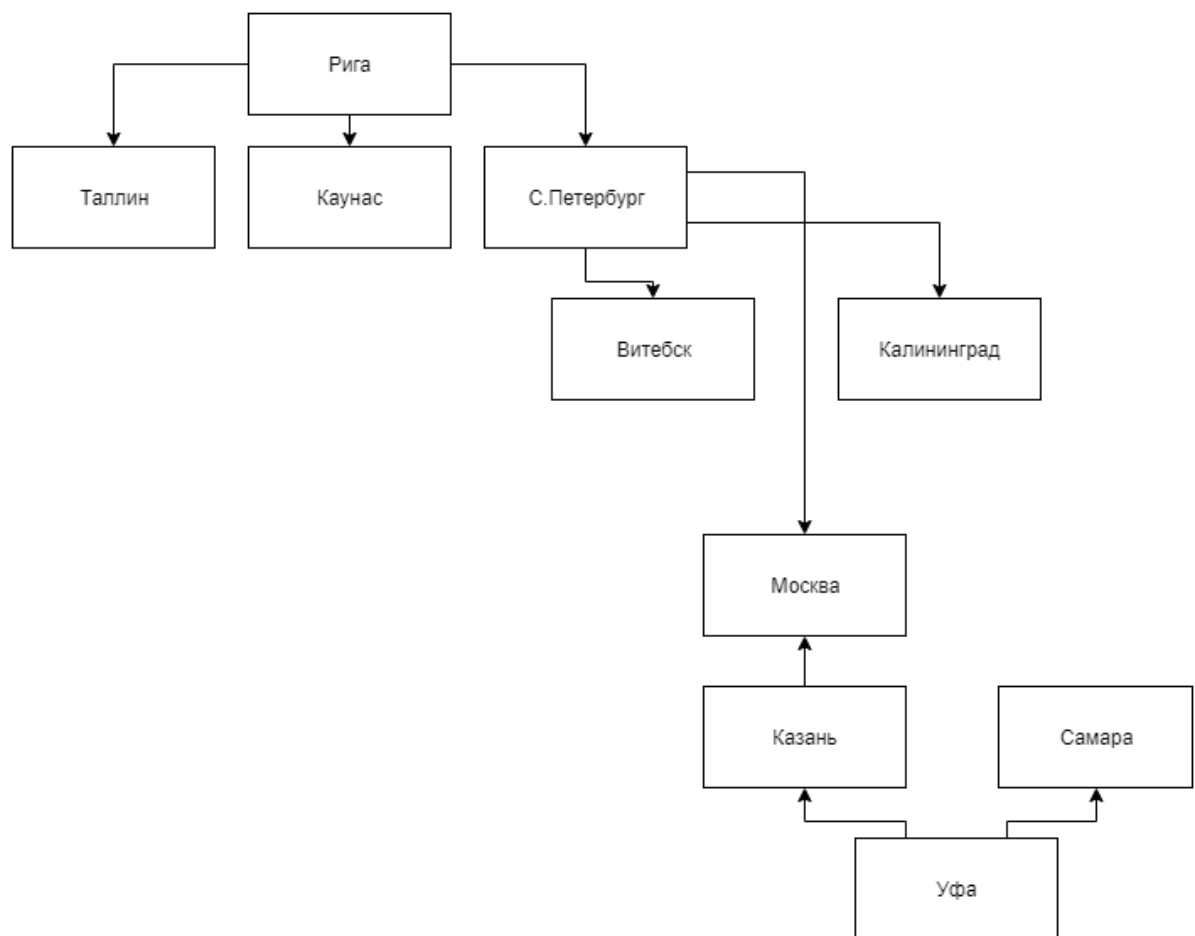 Рига
Таллин
Каунас
С.Петербург
Витебск
Калининград
Москва
Казань
Самара
Уфа